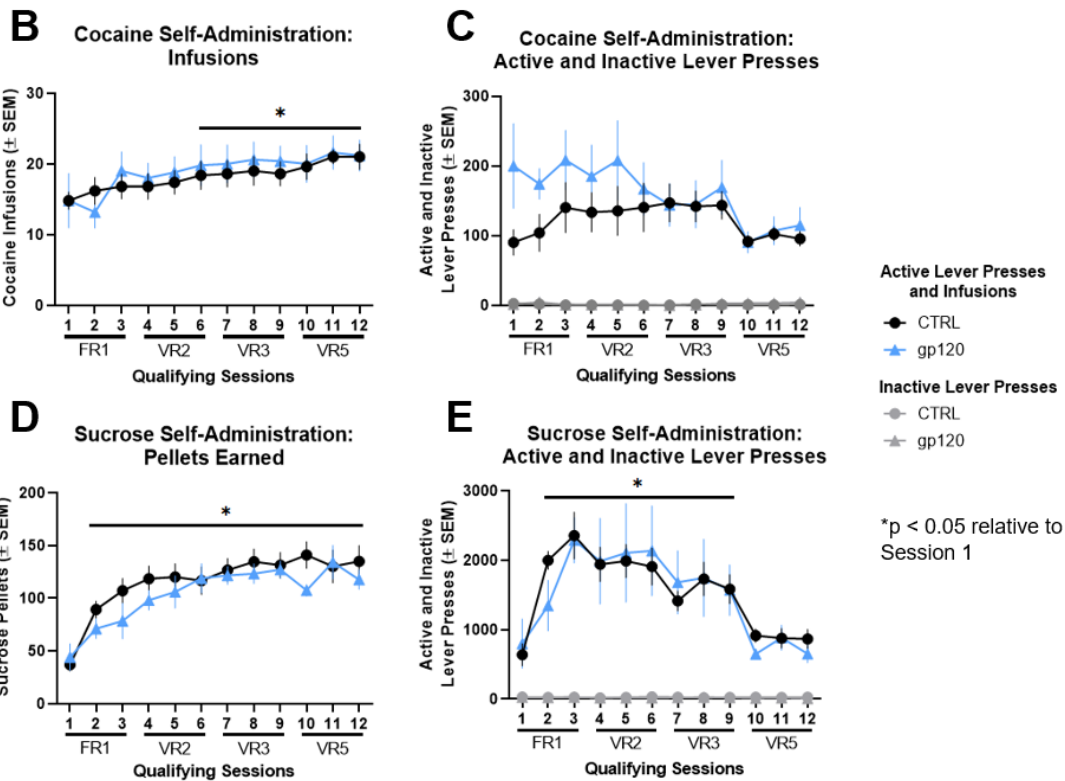 B
Cocaine Self-Administration:
Infusions
Cocaine Infusions (± SEM)
30
*
20
10
0
1 2 3 4 5 6 7 8 9 10 11 12
FR1 VR2 VR3 VR5
Qualifying Sessions
C
Cocaine Self-Administration:
Active and Inactive Lever Presses
Active and Inactive
Lever Presses (± SEM)
300
200
100
0
1 2 3 4 5 6 7 8 9 10 11 12
FR1 VR2 VR3 VR5
Qualifying Sessions
Active Lever Presses
and Infusions
CTRL
gp120
Inactive Lever Presses
CTRL
gp120
*p < 0.05 relative to
Session 1
D
Sucrose Self-Administration:
Pellets Earned
Sucrose Pellets (± SEM)
200
*
150
100
50
0
1 2 3 4 5 6 7 8 9 10 11 12
FR1 VR2 VR3 VR5
Qualifying Sessions
E
Sucrose Self-Administration:
Active and Inactive Lever Presses
Active and Inactive
Lever Presses (± SEM)
3000
*
2000
1000
0
1 2 3 4 5 6 7 8 9 10 11 12
FR1 VR2 VR3 VR5
Qualifying Sessions